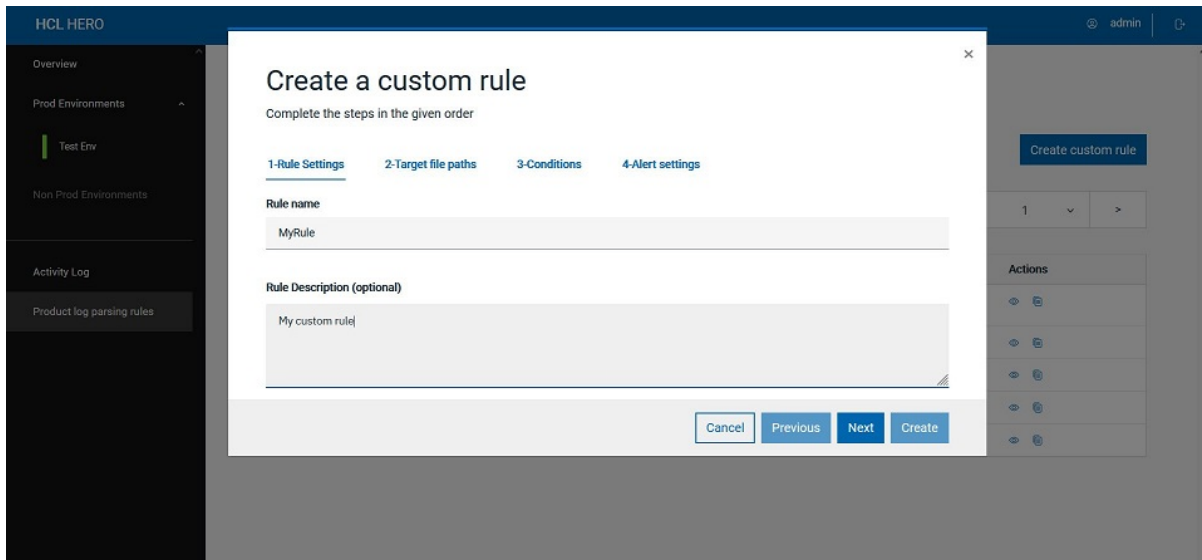 HCL HERO
admin
Overview
Prod Environments
Test Env
Non Prod Environments
Activity Log
Product log parsing rules
Create a custom rule
Complete the steps in the given order
1-Rule Settings 2-Target file paths 3-Conditions 4-Alert settings
Rule name
MyRule
Rule Description (optional)
My custom rule
Cancel Previous Next Create
Create custom rule
1 >
Actions